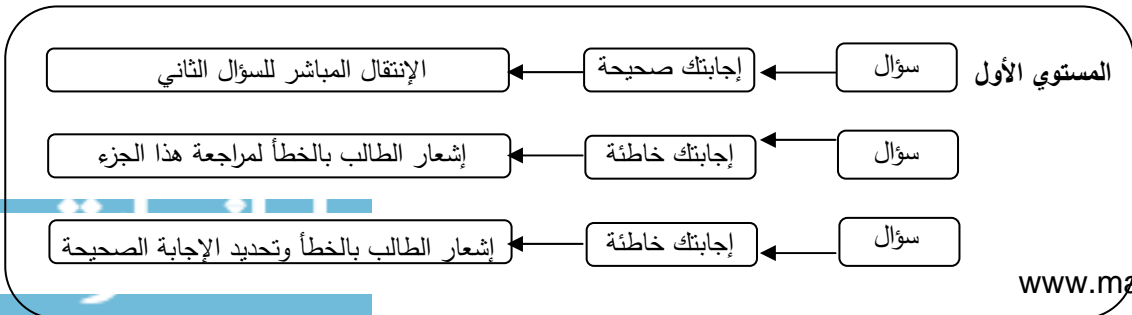 المستوي الأول سؤال إجابتك صحيحة الإنتقال المباشر للسؤال الثاني
سؤال إجابتك خاطئة إشعار الطالب بالخطأ لمراجعة هذا الجزء
سؤال إجابتك خاطئة إشعار الطالب بالخطأ وتحديد الإجابة الصحيحة
www.ma